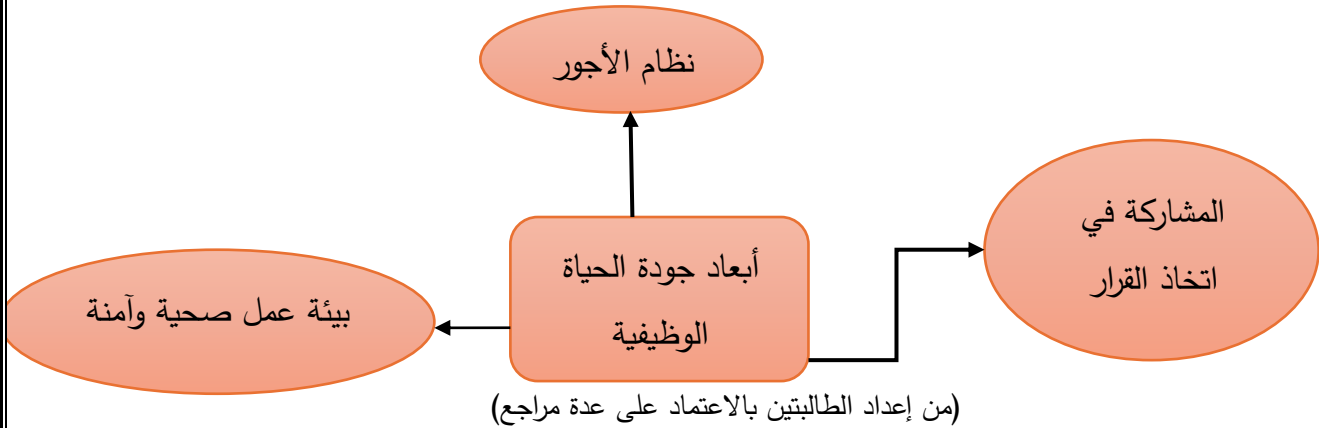 نظام الأجور
المشاركة في
اتخاذ القرار
أبعاد جودة الحياة
الوظيفية
بيئة عمل صحية وآمنة
(من إعداد الطالبتين بالاعتماد على عدة مراجع)